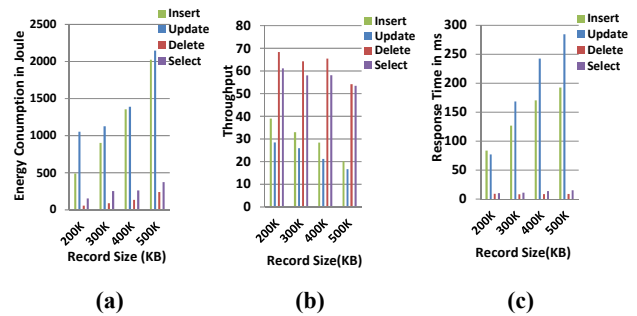 Energy Conumption in Joule
2500
2000
1500
1000
500
0
200K
300K
400K
500K
Record Size (KB)
Insert
Update
Delete
Select
(a)
Throughput
80
70
60
50
40
30
20
10
0
200K
300K
400K
500K
Record Size(KB)
Insert
Update
Delete
Select
(b)
Response Time in ms
300
250
200
150
100
50
0
200K
300K
400K
500K
Record Size(KB)
Insert
Update
Delete
Select
(c)